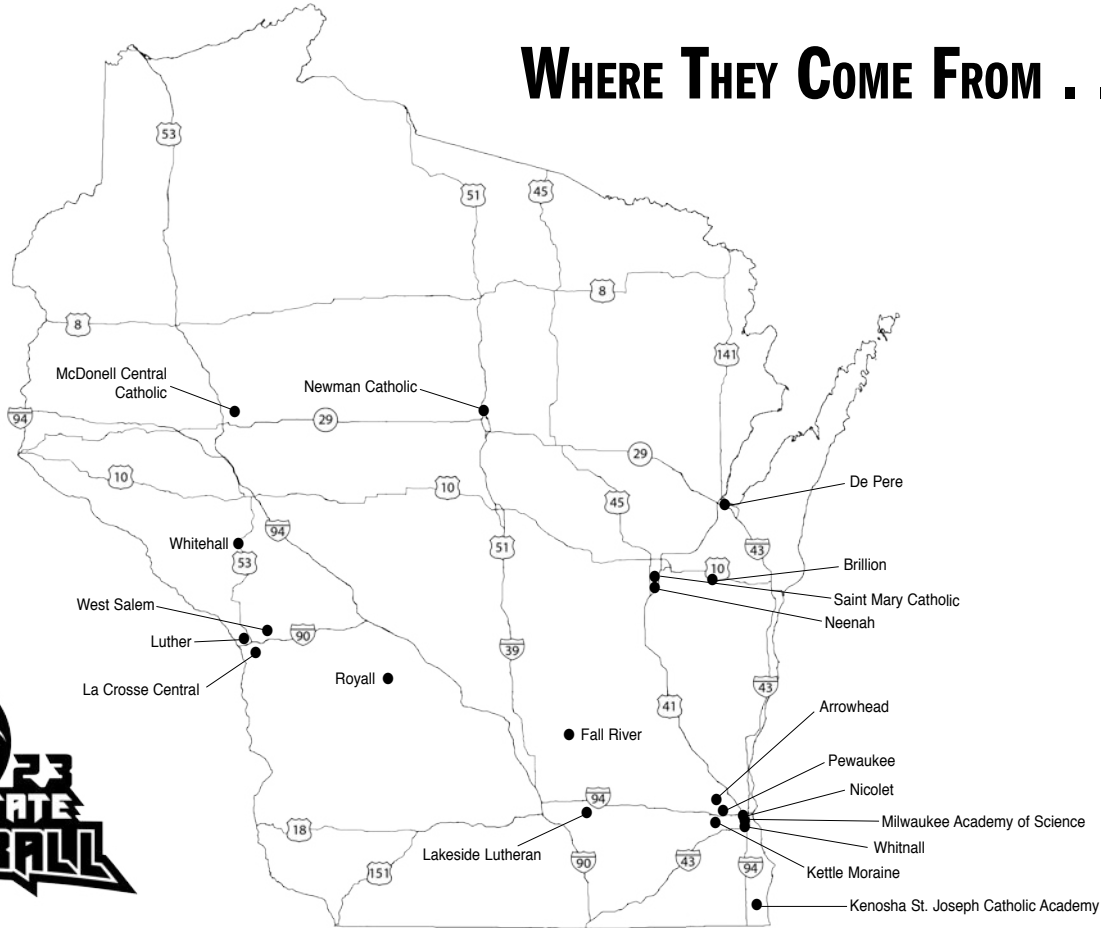 WHERE THEY COME FROM . .
53
51
45
8
8
141
McDonell Central
Catholic
Newman Catholic
94
29
29
10
10
45
De Pere
94
Whitehall
53
51
43
10
Brillion
Saint Mary Catholic
Neenah
West Salem
Luther
90
La Crosse Central
39
Royall
43
41
Arrowhead
Fall River
Pewaukee
94
Nicolet
Milwaukee Academy of Science
18
Whitnall
Lakeside Lutheran
151
90
43
94
Kettle Moraine
Kenosha St. Joseph Catholic Academy
23
ATE
BALL